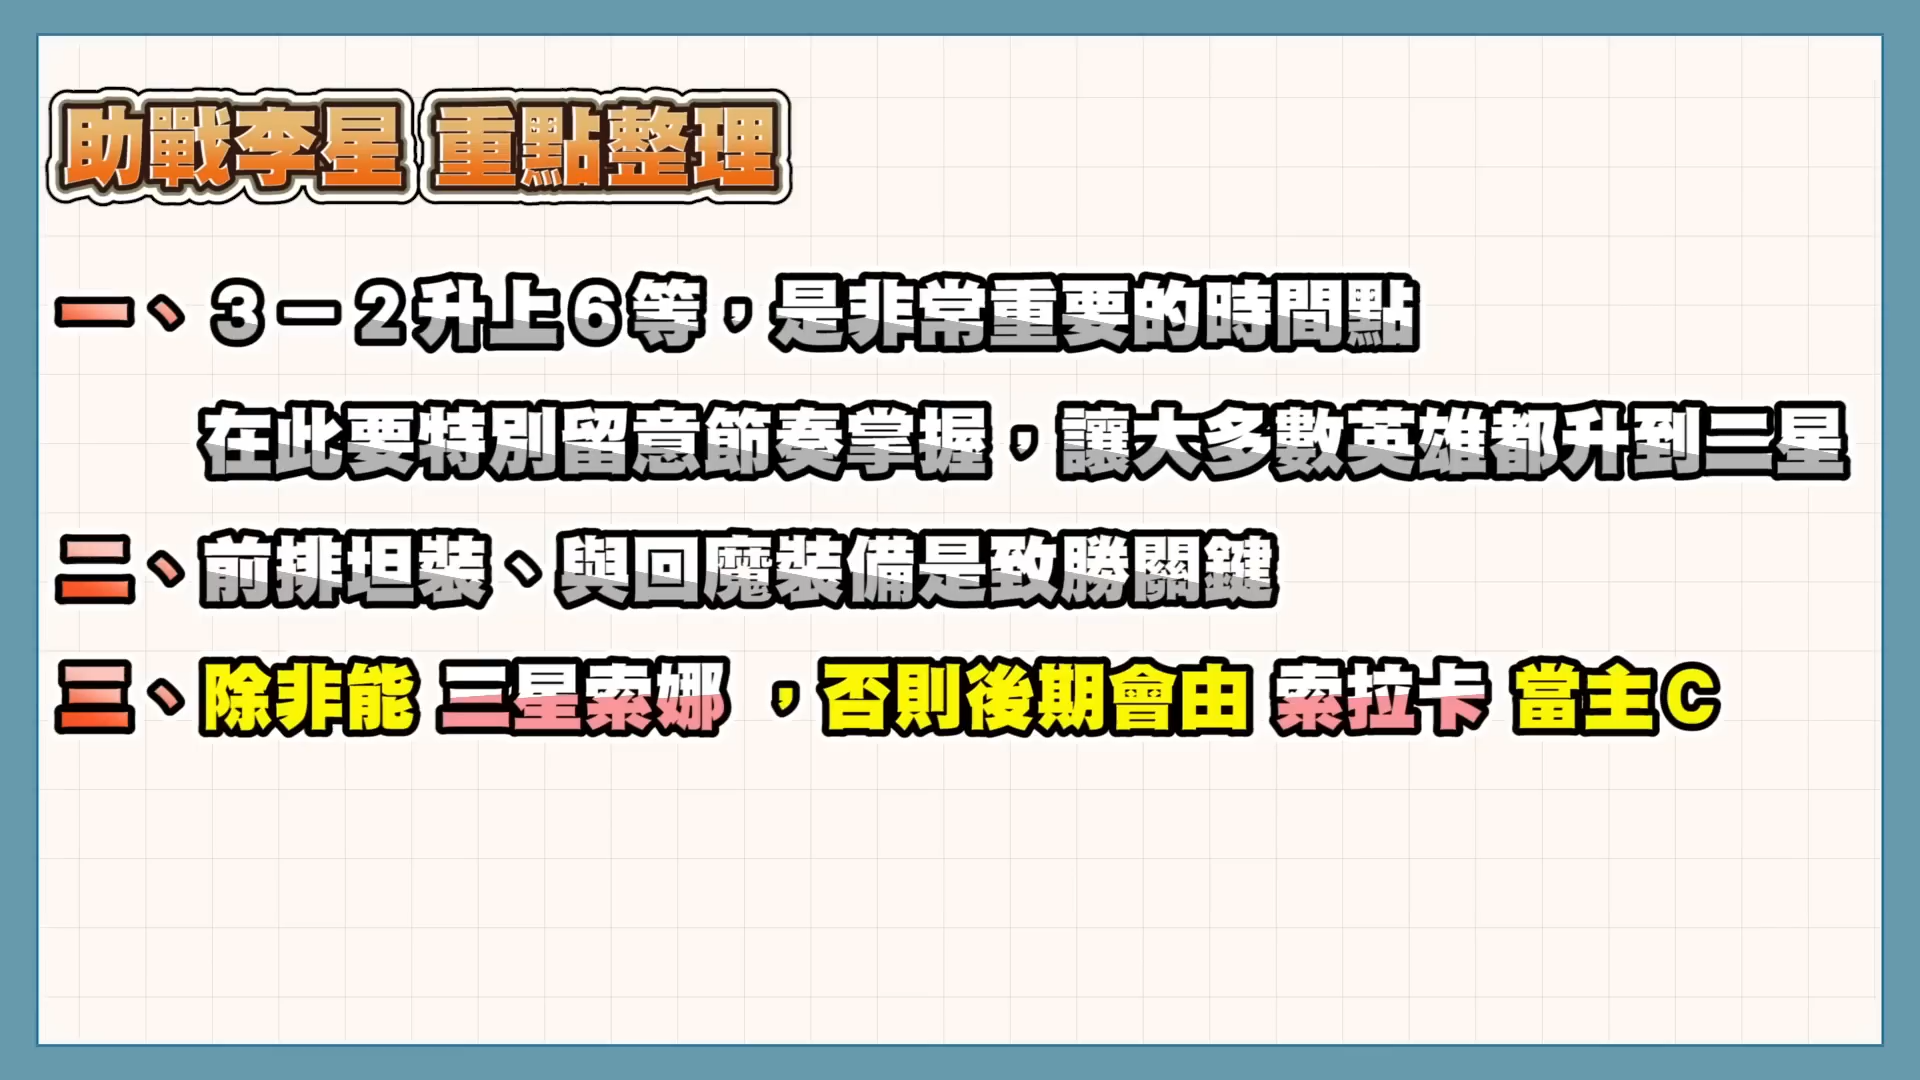 助戰李星 重點整理
一、3－2升上6等，是非常重要的時間點
在此要特別留意節奏掌握，讓大多數英雄都升到二星
二、前排坦裝、與回魔裝備是致勝關鍵
三、除非能 三星索娜 ，否則後期會由 索拉卡 當主C